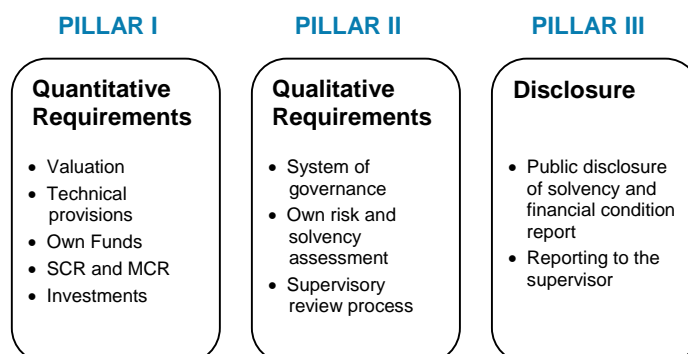 PILLAR I
Quantitative
Requirements
• Valuation
• Technical
provisions
• Own Funds
• SCR and MCR
• Investments
PILLAR II
Qualitative
Requirements
• System of
governance
• Own risk and
solvency
assessment
• Supervisory
review process
PILLAR III
Disclosure
• Public disclosure
of solvency and
financial condition
report
• Reporting to the
supervisor